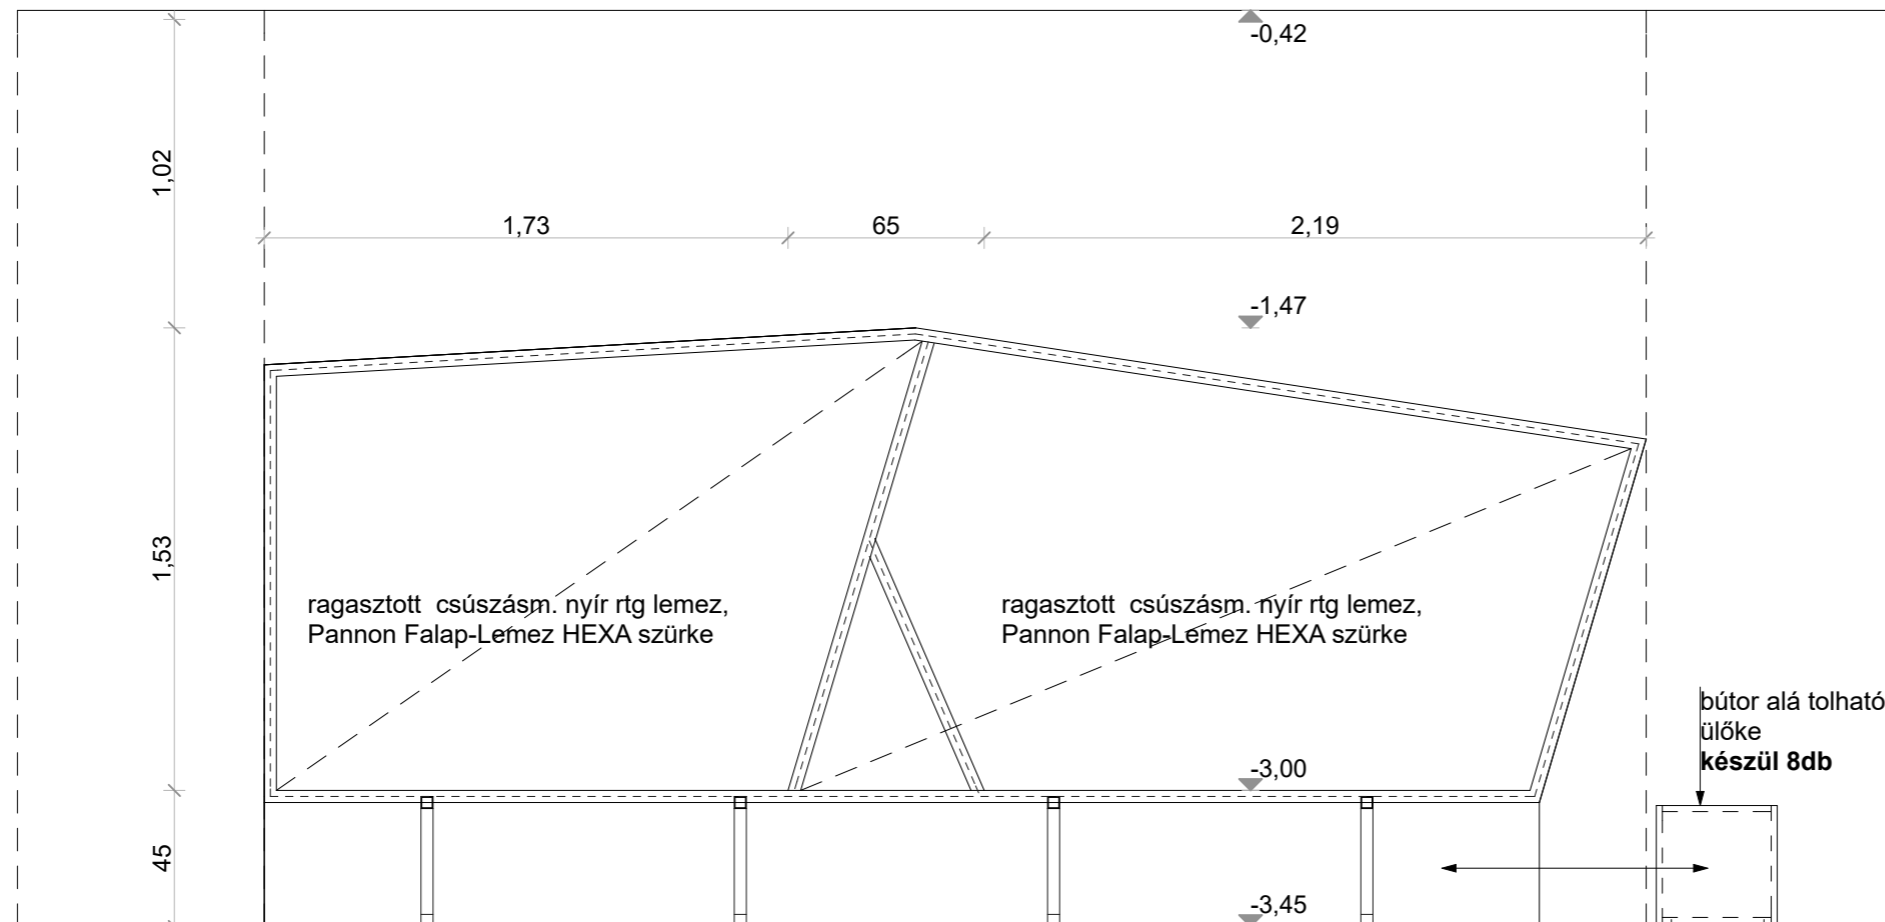 -0,42
1,02
1,73
65
2,19
-1,47
1,53
ragasztott  csúszásm. nyír rtg lemez,
Pannon Falap-Lemez HEXA szürke
ragasztott  csúszásm. nyír rtg lemez,
Pannon Falap-Lemez HEXA szürke
bútor alá tolható
ülőke
készül 8db
-3,00
45
-3,45